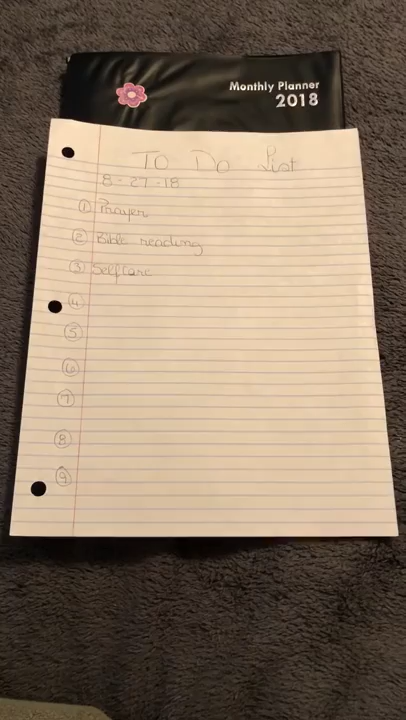 Monthly Planner
2018
To Do List
8-27-18
① Prayer
② Bible reading
③ Selfcare
④
⑤
⑥
⑦
⑧
⑨